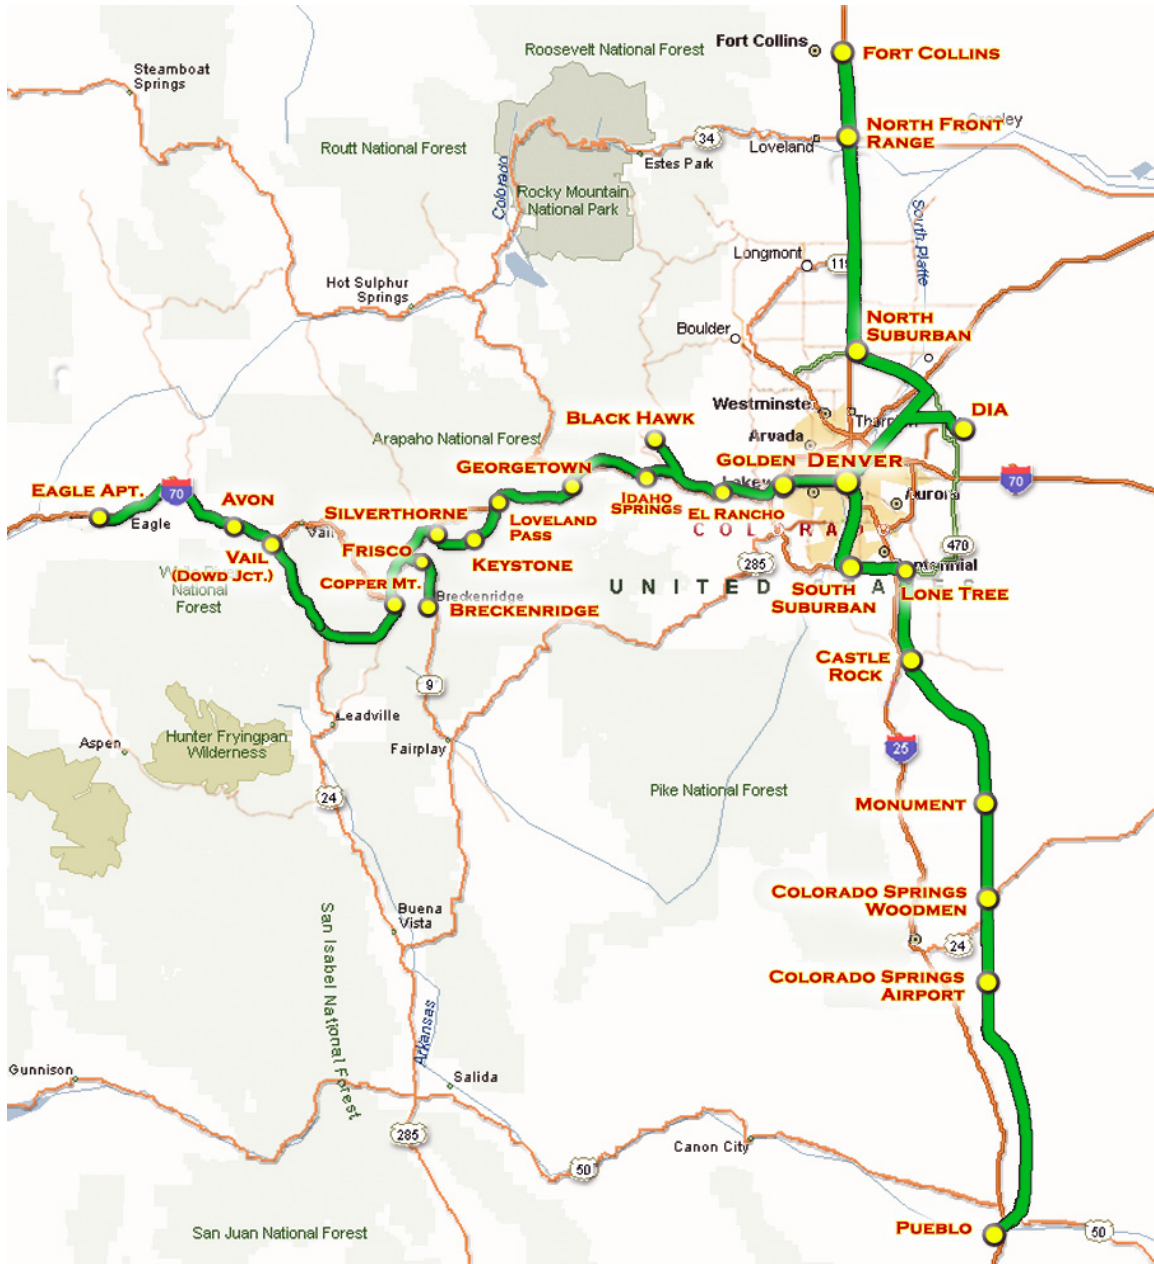 Roosevelt National Forest
Fort Collins
FORT COLLINS
Steamboat
Springs
NORTH FRONT
RANGE
34
Loveland
Routt National Forest
Estes Park
Colorado
Rocky Mountain
National Park
South Platte
Longmont
119
Hot Sulphur
Springs
NORTH
SUBURBAN
Boulder
Westminster
DIA
BLACK HAWK
Arvada
Arapaho National Forest
GEORGETOWN
GOLDEN
DENVER
70
EAGLE APT.
70
AVON
IDAHO
SPRINGS
EL RANCHO
Aurora
Eagle
SILVERTHORNE
LOVELAND
PASS
COLORAD
Vail
VAIL
(DOWD JCT.)
FRISCO
KEYSTONE
470
285
National
Forest
COPPER MT.
Breckenridge
BRECKENRIDGE
UNITED
SOUTH
SUBURBAN
LONE TREE
CASTLE
ROCK
9
Leadville
Aspen
Hunter Fryingpan
Wilderness
Fairplay
25
24
Pike National Forest
MONUMENT
COLORADO SPRINGS
WOODMEN
Buena
Vista
24
San Isabel National Forest
COLORADO SPRINGS
AIRPORT
Arkansas
Gunnison
Salida
285
Canon City
50
San Juan National Forest
PUEBLO
50